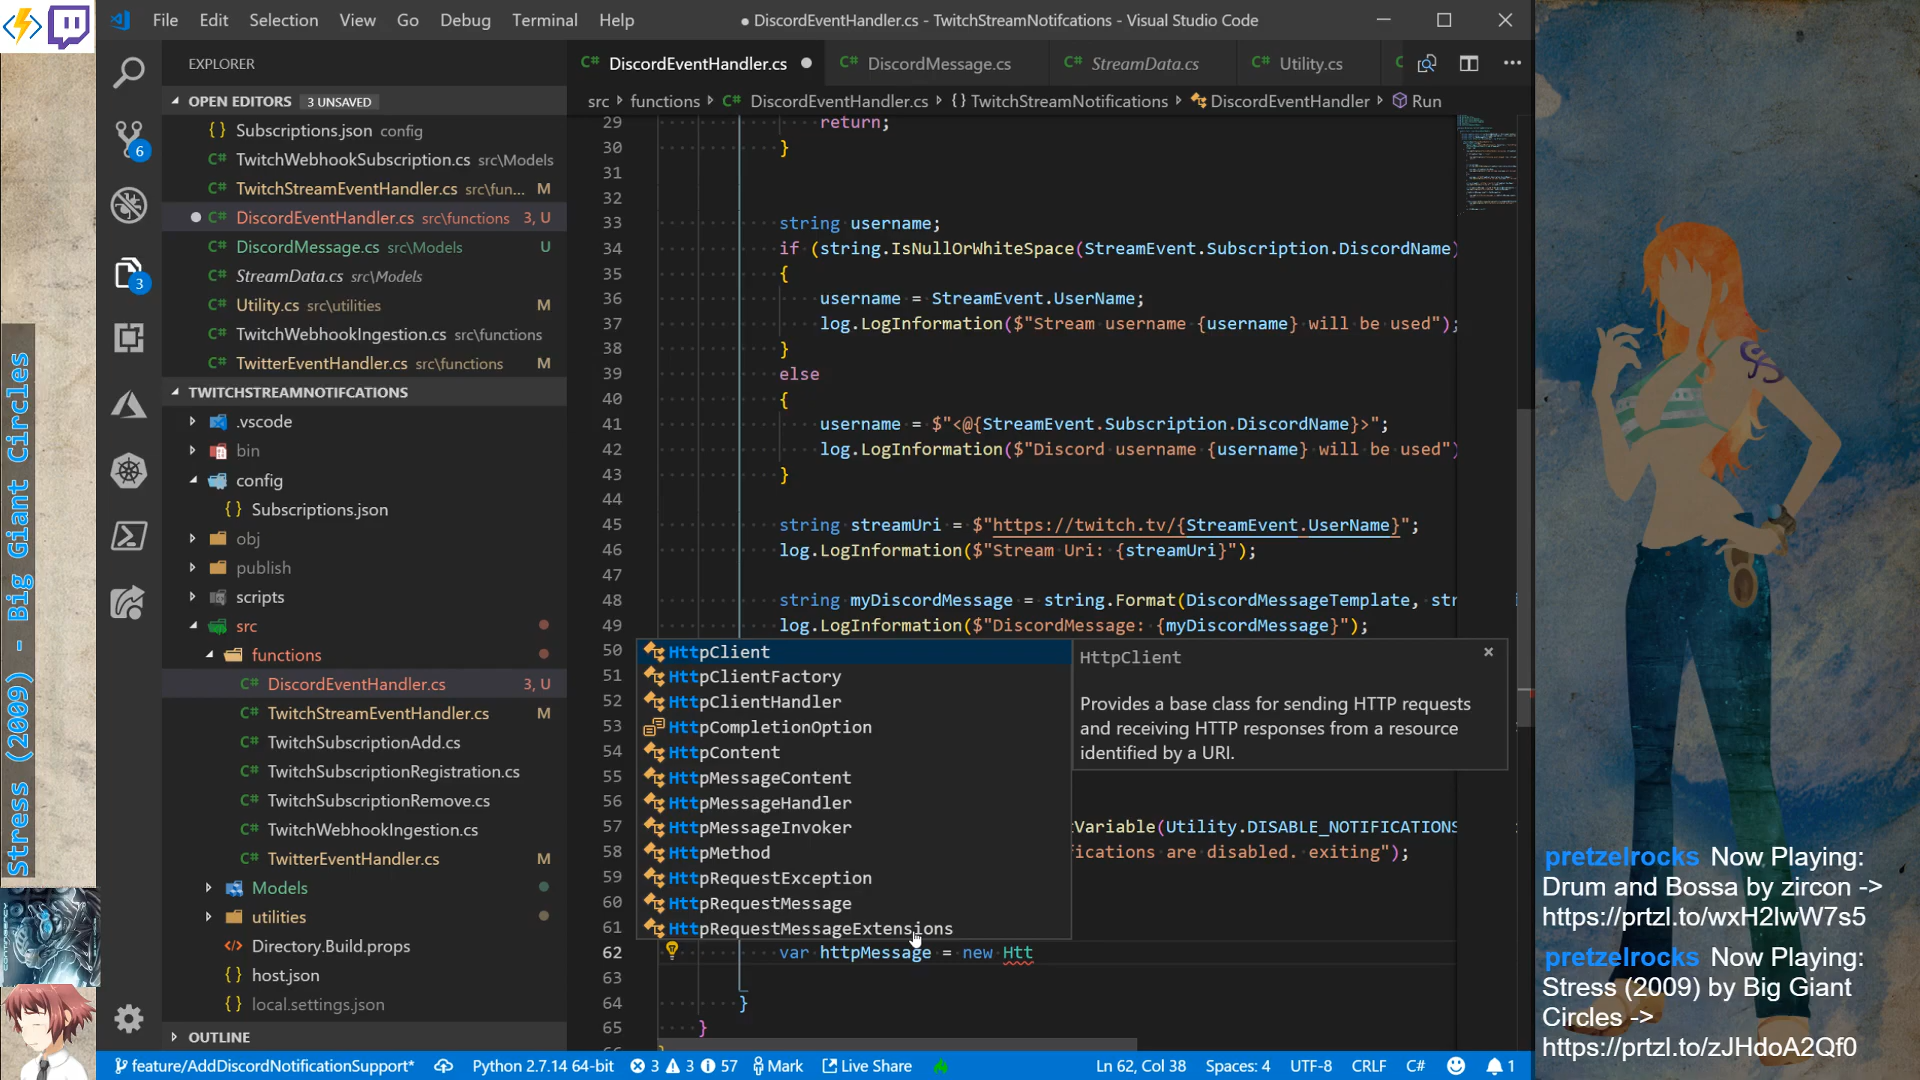 File Edit Selection View Go Debug Terminal Help
● DiscordEventHandler.cs - TwitchStreamNotifcations - Visual Studio Code
EXPLORER
OPEN EDITORS 3 UNSAVED
{} Subscriptions.json config
C# TwitchWebhookSubscription.cs src\Models
C# TwitchStreamEventHandler.cs src\fun... M
C# DiscordEventHandler.cs src\functions 3, U
C# DiscordMessage.cs src\Models U
C# StreamData.cs src\Models
C# Utility.cs src\utilities M
C# TwitchWebhookIngestion.cs src\functions
C# TwitterEventHandler.cs src\functions M
TWITCHSTREAMNOTIFCATIONS
.vscode
bin
config
{} Subscriptions.json
obj
publish
scripts
src
functions
C# DiscordEventHandler.cs 3, U
C# TwitchStreamEventHandler.cs M
C# TwitchSubscriptionAdd.cs
C# TwitchSubscriptionRegistration.cs
C# TwitchSubscriptionRemove.cs
C# TwitchWebhookIngestion.cs
C# TwitterEventHandler.cs M
Models
utilities
Directory.Build.props
host.json
{} local.settings.json
OUTLINE
6
3
C# DiscordEventHandler.cs ●
C# DiscordMessage.cs
C# StreamData.cs
C# Utility.cs
src › functions › C# DiscordEventHandler.cs › {} TwitchStreamNotifications › DiscordEventHandler › Run
29 return;
30 }
31
32
33 string username;
34 if (string.IsNullOrWhiteSpace(StreamEvent.Subscription.DiscordName)
35 {
36 username = StreamEvent.UserName;
37 log.LogInformation($"Stream username {username} will be used");
38 }
39 else
40 {
41 username = $"<@{StreamEvent.Subscription.DiscordName}>";
42 log.LogInformation($"Discord username {username} will be used")
43 }
44
45 string streamUri = $"https://twitch.tv/{StreamEvent.UserName}";
46 log.LogInformation($"Stream Uri: {streamUri}");
47
48 string myDiscordMessage = string.Format(DiscordMessageTemplate, str
49 log.LogInformation($"DiscordMessage: {myDiscordMessage}");
50
51
52
53
54
55
56
57 tVariable(Utility.DISABLE_NOTIFICATIONS
58 ifications are disabled. exiting");
59
60
61
62 var httpMessage = new Htt
63
64 }
65 }
HttpClient
HttpClientFactory
HttpClientHandler
HttpCompletionOption
HttpContent
HttpMessageContent
HttpMessageHandler
HttpMessageInvoker
HttpMethod
HttpRequestException
HttpRequestMessage
HttpRequestMessageExtensions
HttpClient
Provides a base class for sending HTTP requests
and receiving HTTP responses from a resource
identified by a URI.
feature/AddDiscordNotificationSupport* Python 2.7.14 64-bit 3 3 57 Mark Live Share Ln 62, Col 38 Spaces: 4 UTF-8 CRLF C# 1
Stress (2009) - Big Giant Circles
pretzelrocks Now Playing:
Drum and Bossa by zircon ->
https://prtzl.to/wxH2lwW7s5
pretzelrocks Now Playing:
Stress (2009) by Big Giant
Circles ->
https://prtzl.to/zJHdoA2Qf0